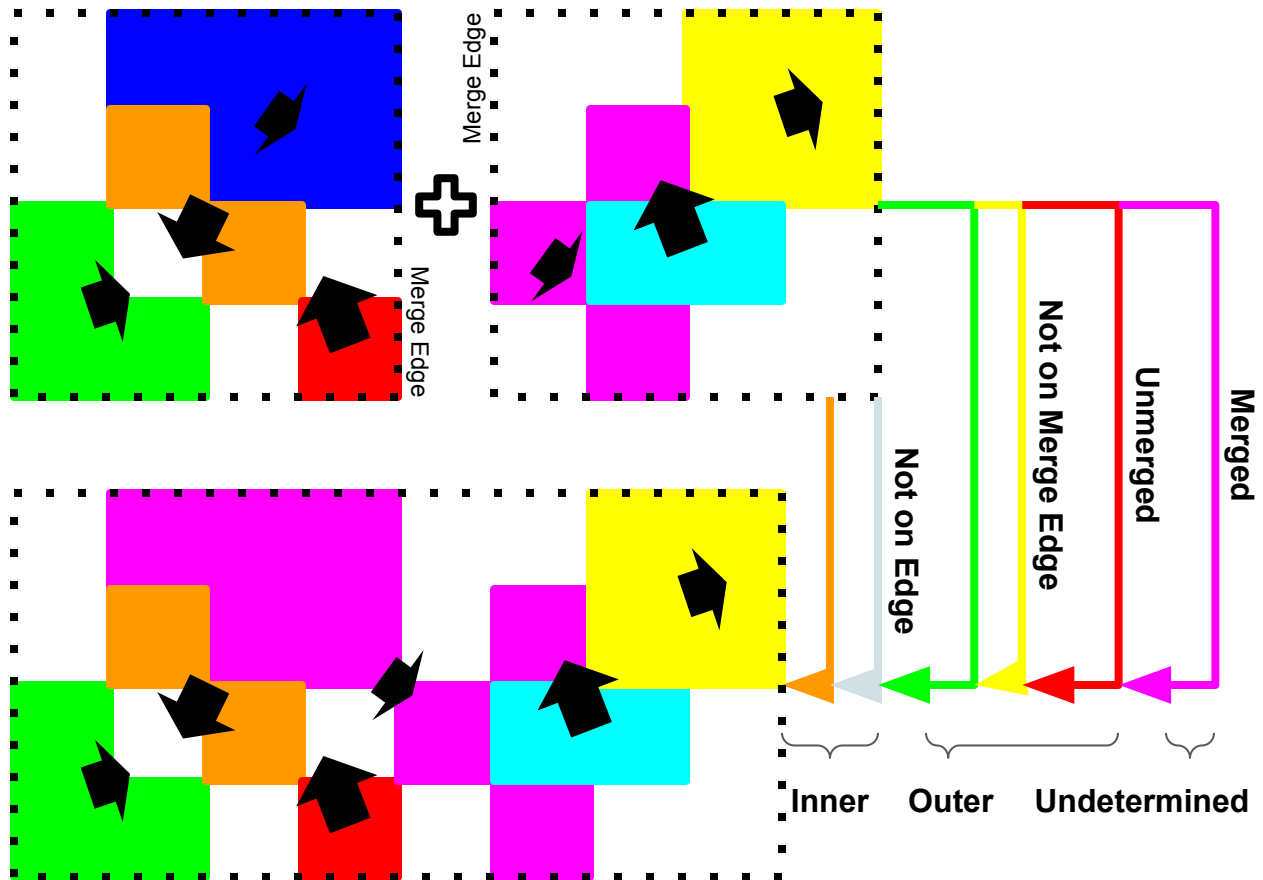 Merge Edge
Merge Edge
Not on Edge
Not on Merge Edge
Unmerged
Merged
Inner
Outer
Undetermined